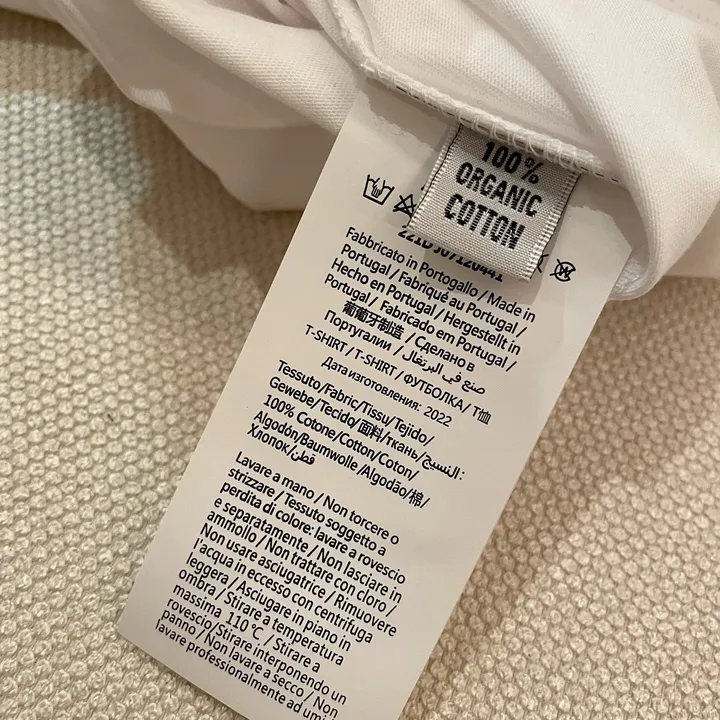 100%
ORGANIC
COTTON
Fabbricato in Portogallo / Made in
Portugal / Fabriqué au Portugal /
Hecho en Portugal / Hergestellt in
Portugal / Fabricado em Portugal /
葡萄牙制造 / Сделано в
Португалии / صنع في البرتغال
T-SHIRT / T-SHIRT / ФУТБОЛКА / T恤
Дата изготовления: 2022
Tessuto/Fabric/Tissu/Tejido/
Gewebe/Tecido/面料/ткань/النسيج:
100% Cotone/Cotton/Coton/
Algodón/Baumwolle/Algodão/棉/
Хлопок/قطن
Lavare a mano / Non torcere o
strizzare / Tessuto soggetto a
perdita di colore: lavare a rovescio
e separatamente / Non lasciare in
ammollo / Non trattare con cloro /
Non usare asciugatrice / Rimuovere
l'acqua in eccesso con centrifuga
leggera / Asciugare in piano in
ombra / Stirare a temperatura
massima 110 °C / Stirare a
rovescio/Stirare interponendo un
panno / Non lavare a secco / Non
lavare professionalmente ad